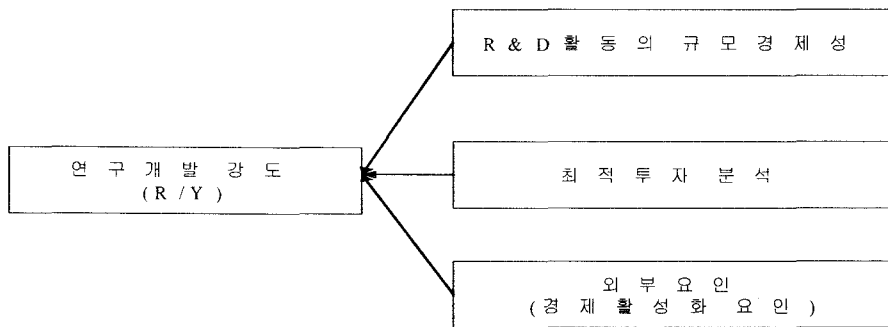 R & D 활동의 규모경제성
연구개발강도
(R/Y)
최적투자 분석
외부요인
(경제활성화 요인)